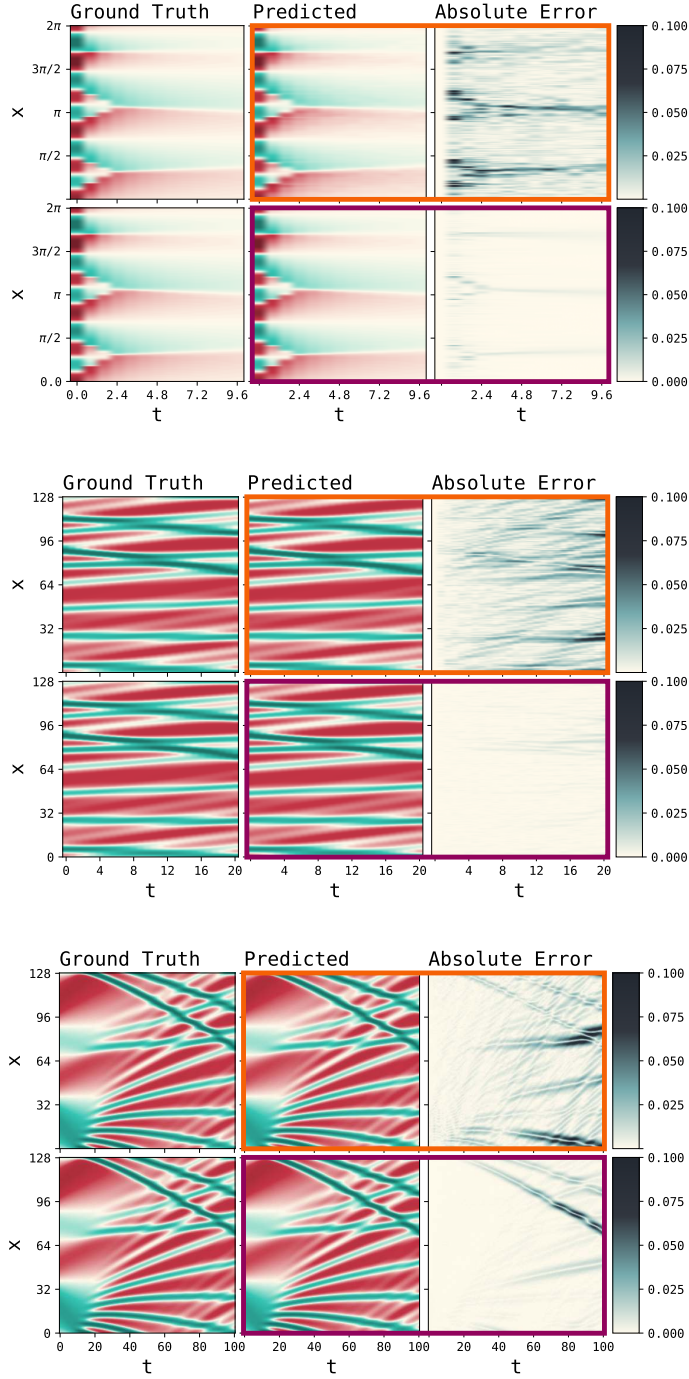 Ground Truth Predicted Absolute Error
2π 0.100
3π/2 0.075
x π 0.050
π/2 0.025
2π 0.100
3π/2 0.075
x π 0.050
π/2 0.025
0.0 0.000
0.0 2.4 4.8 7.2 9.6 2.4 4.8 7.2 9.6 2.4 4.8 7.2 9.6
t t t
Ground Truth Predicted Absolute Error
128 0.100
96 0.075
x 64 0.050
32 0.025
128 0.100
96 0.075
x 64 0.050
32 0.025
0 0.000
0 4 8 12 16 20 4 8 12 16 20 4 8 12 16 20
t t t
Ground Truth Predicted Absolute Error
128 0.100
96 0.075
x 64 0.050
32 0.025
128 0.100
96 0.075
x 64 0.050
32 0.025
0 0.000
0 20 40 60 80 100 20 40 60 80 100 20 40 60 80 100
t t t